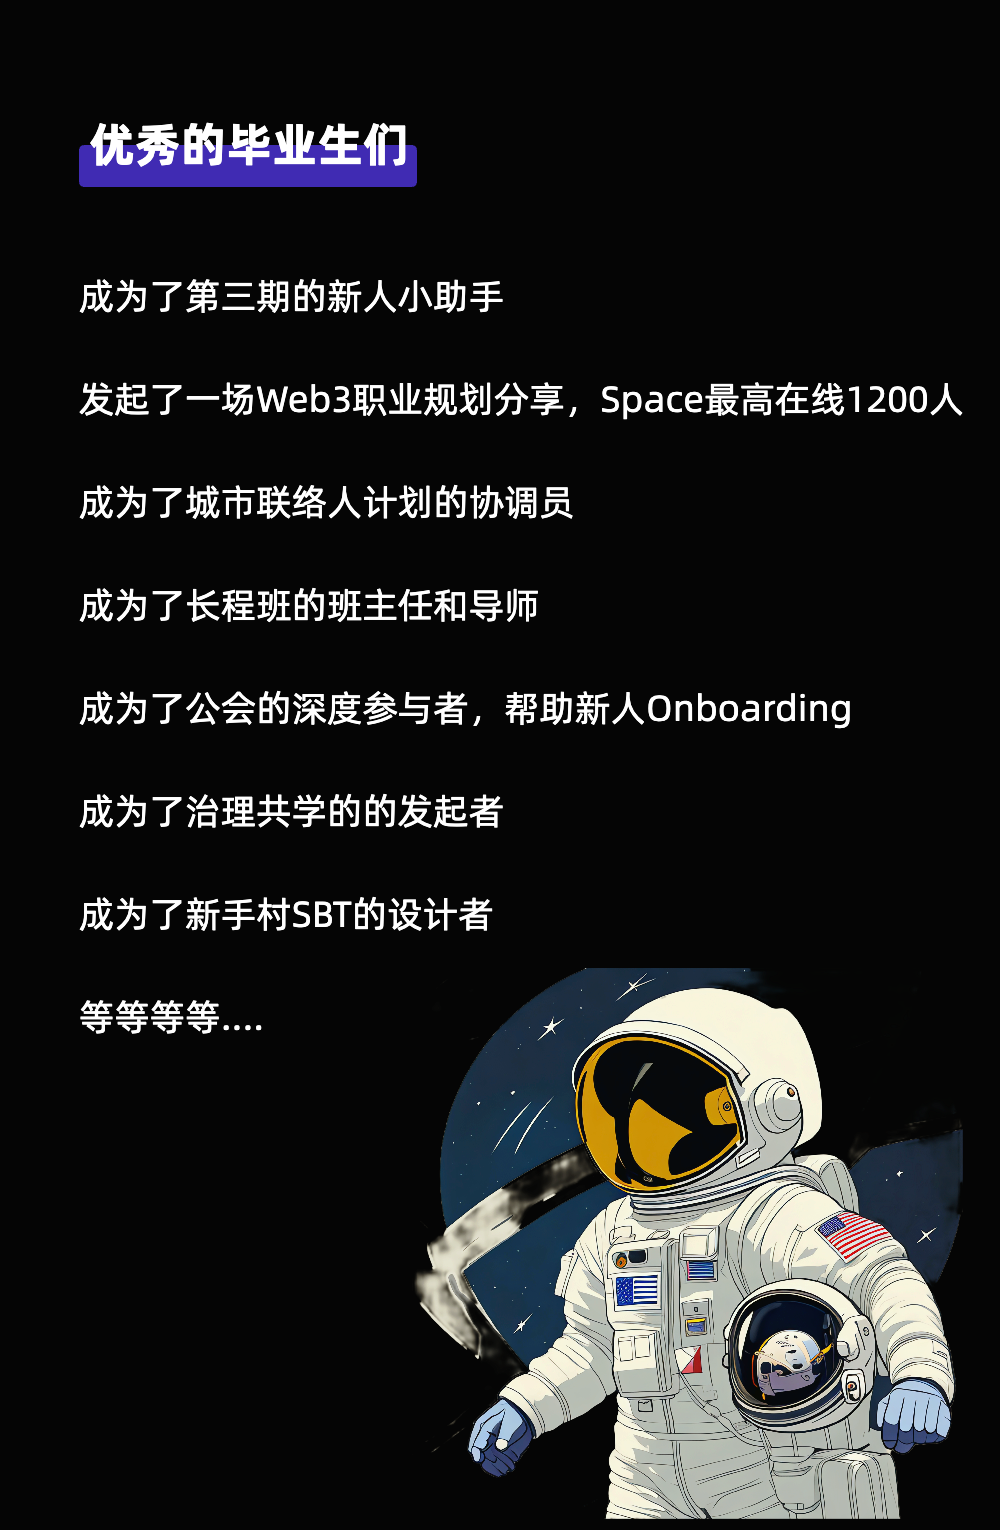 优秀的毕业生们
成为了第三期的新人小助手
发起了一场Web3职业规划分享，Space最高在线1200人
成为了城市联络人计划的协调员
成为了长程班的班主任和导师
成为了公会的深度参与者，帮助新人Onboarding
成为了治理共学的的发起者
成为了新手村SBT的设计者
等等等等....